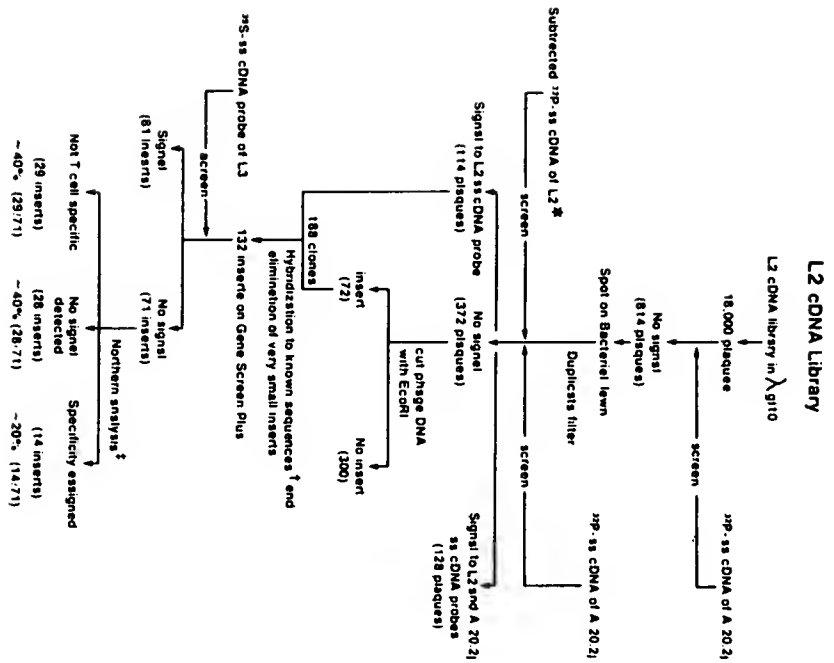 L2 cDNA Library
L2 cDNA library in λ gt10
18,000 plaque
screen
³²P-ss cDNA of A 20.2J
No signal
(814 plaques)
Spot on Bacterial lawn
Duplicate filter
Subtracted ³²P-ss cDNA of L2*
screen
screen
³²P-ss cDNA of A 20.2J
Signal to L2 ss cDNA probe
(114 plaques)
No signal
(372 plaques)
Signal to L2 and A 20.2J
ss cDNA probes
(128 plaques)
cut phage DNA
with EcoRI
insert
(72)
No insert
(300)
188 clones
Hybridization to known sequences† and
elimination of very small inserts
132 inserts on Gene Screen Plus
³⁵S-ss cDNA probe of L3
screen
Signal
(81 inserts)
No signal
(71 inserts)
Northern analysis‡
Not T cell specific
(29 inserts)
~40% (29:71)
No signal
detected
(28 inserts)
~40% (28:71)
Specificity assigned
(14 inserts)
~20% (14:71)